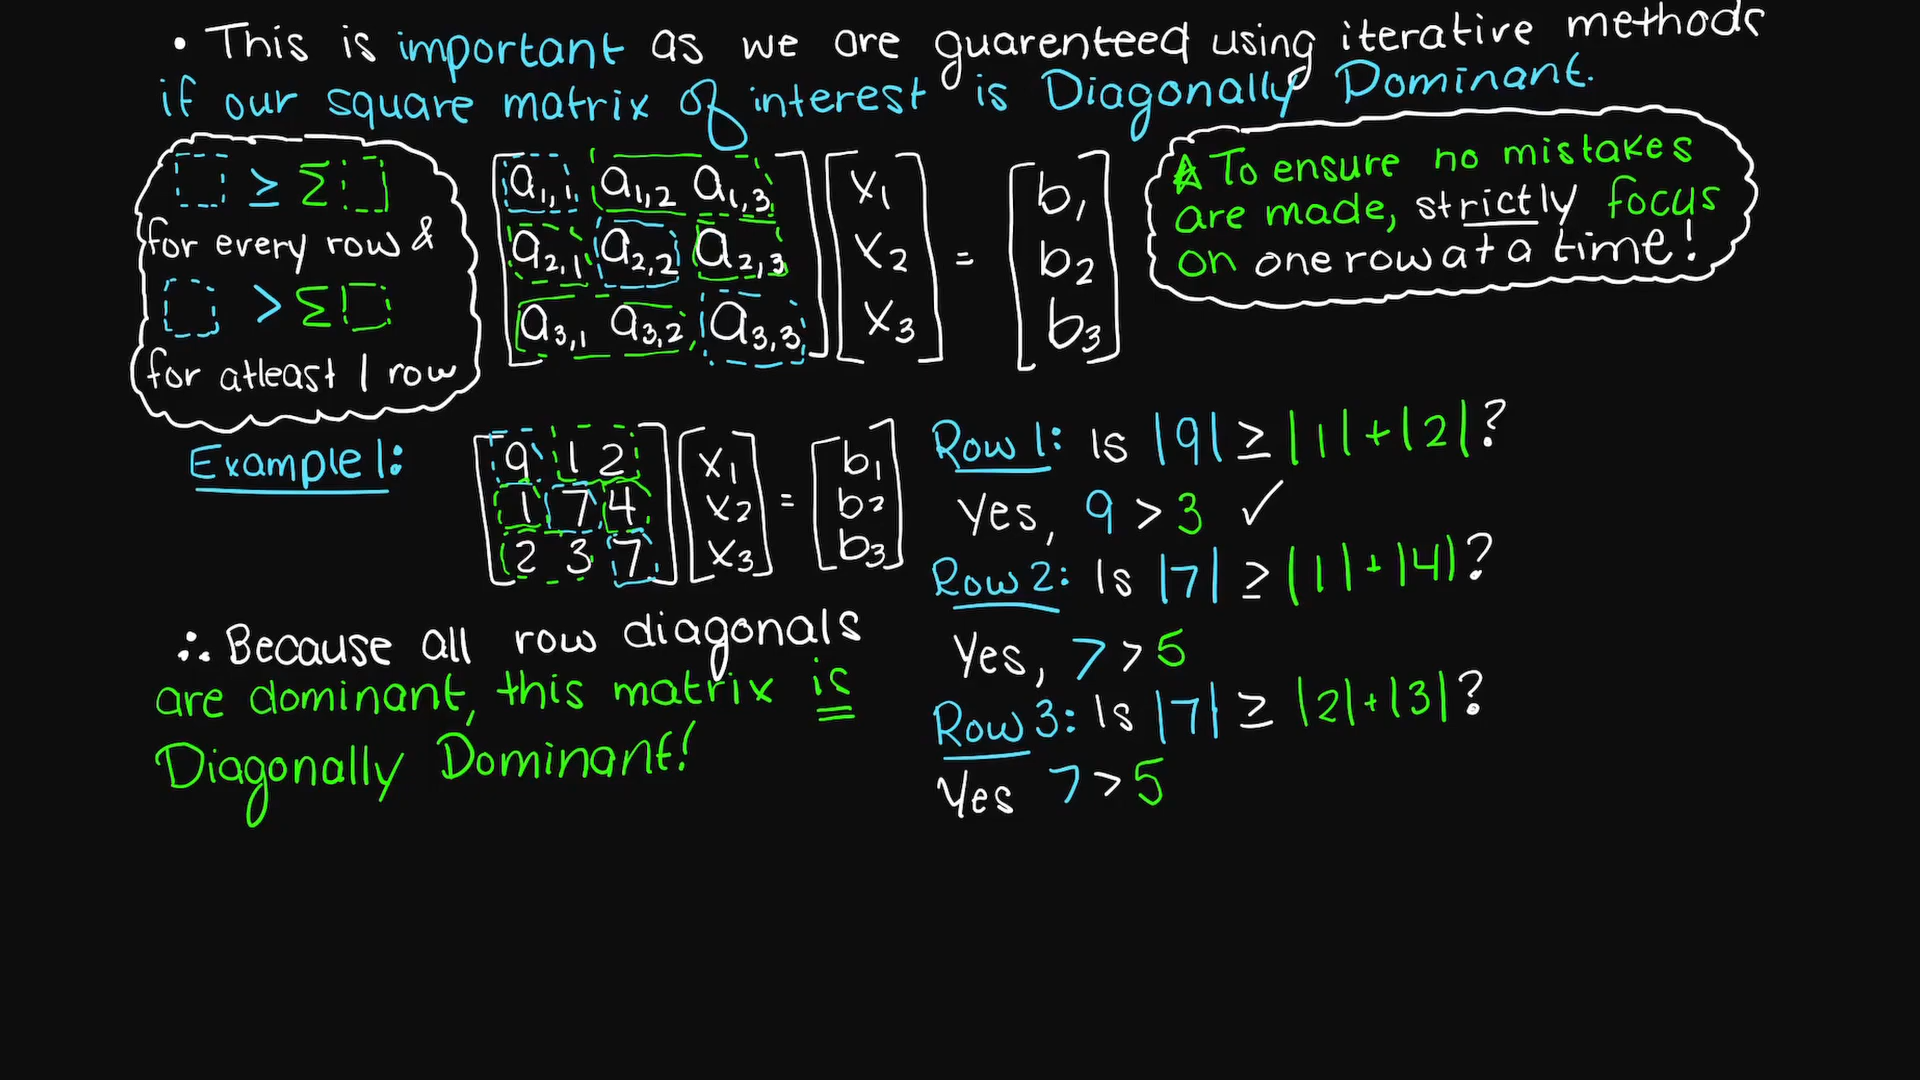 • This is important as we are guarenteed using iterative methods
if our square matrix of interest is Diagonally Dominant.
≥ Σ
for every row &
> Σ
for atleast 1 row
a1,1 a1,2 a1,3
a2,1 a2,2 a2,3
a3,1 a3,2 a3,3
x1
x2
x3
=
b1
b2
b3
To ensure no mistakes
are made, strictly focus
on one row at a time!
Example 1:
9 1 2
1 7 4
2 3 7
x1
x2
x3
=
b1
b2
b3
Row 1: Is |9| ≥ |1| + |2| ?
Yes, 9 > 3 ✓
Row 2: Is |7| ≥ |1| + |4| ?
Yes, 7 > 5
Row 3: Is |7| ≥ |2| + |3| ?
Yes 7 > 5
∴ Because all row diagonals
are dominant, this matrix is
Diagonally Dominant!